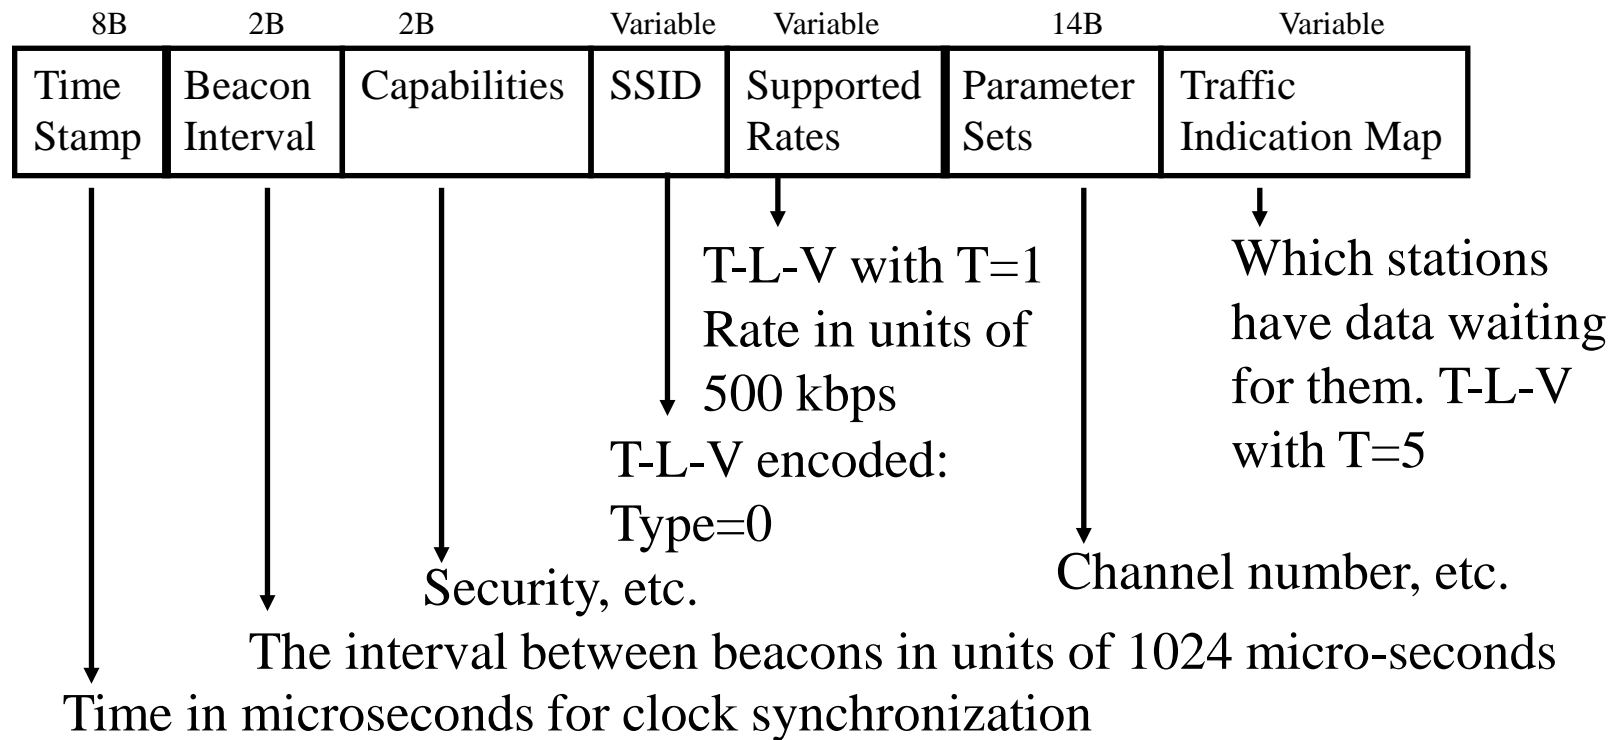 8B 2B 2B Variable Variable 14B Variable
Time Stamp
Beacon Interval
Capabilities
SSID
Supported Rates
Parameter Sets
Traffic Indication Map
T-L-V with T=1
Rate in units of
500 kbps
Which stations
have data waiting
for them. T-L-V
with T=5
T-L-V encoded:
Type=0
Security, etc.
Channel number, etc.
The interval between beacons in units of 1024 micro-seconds
Time in microseconds for clock synchronization